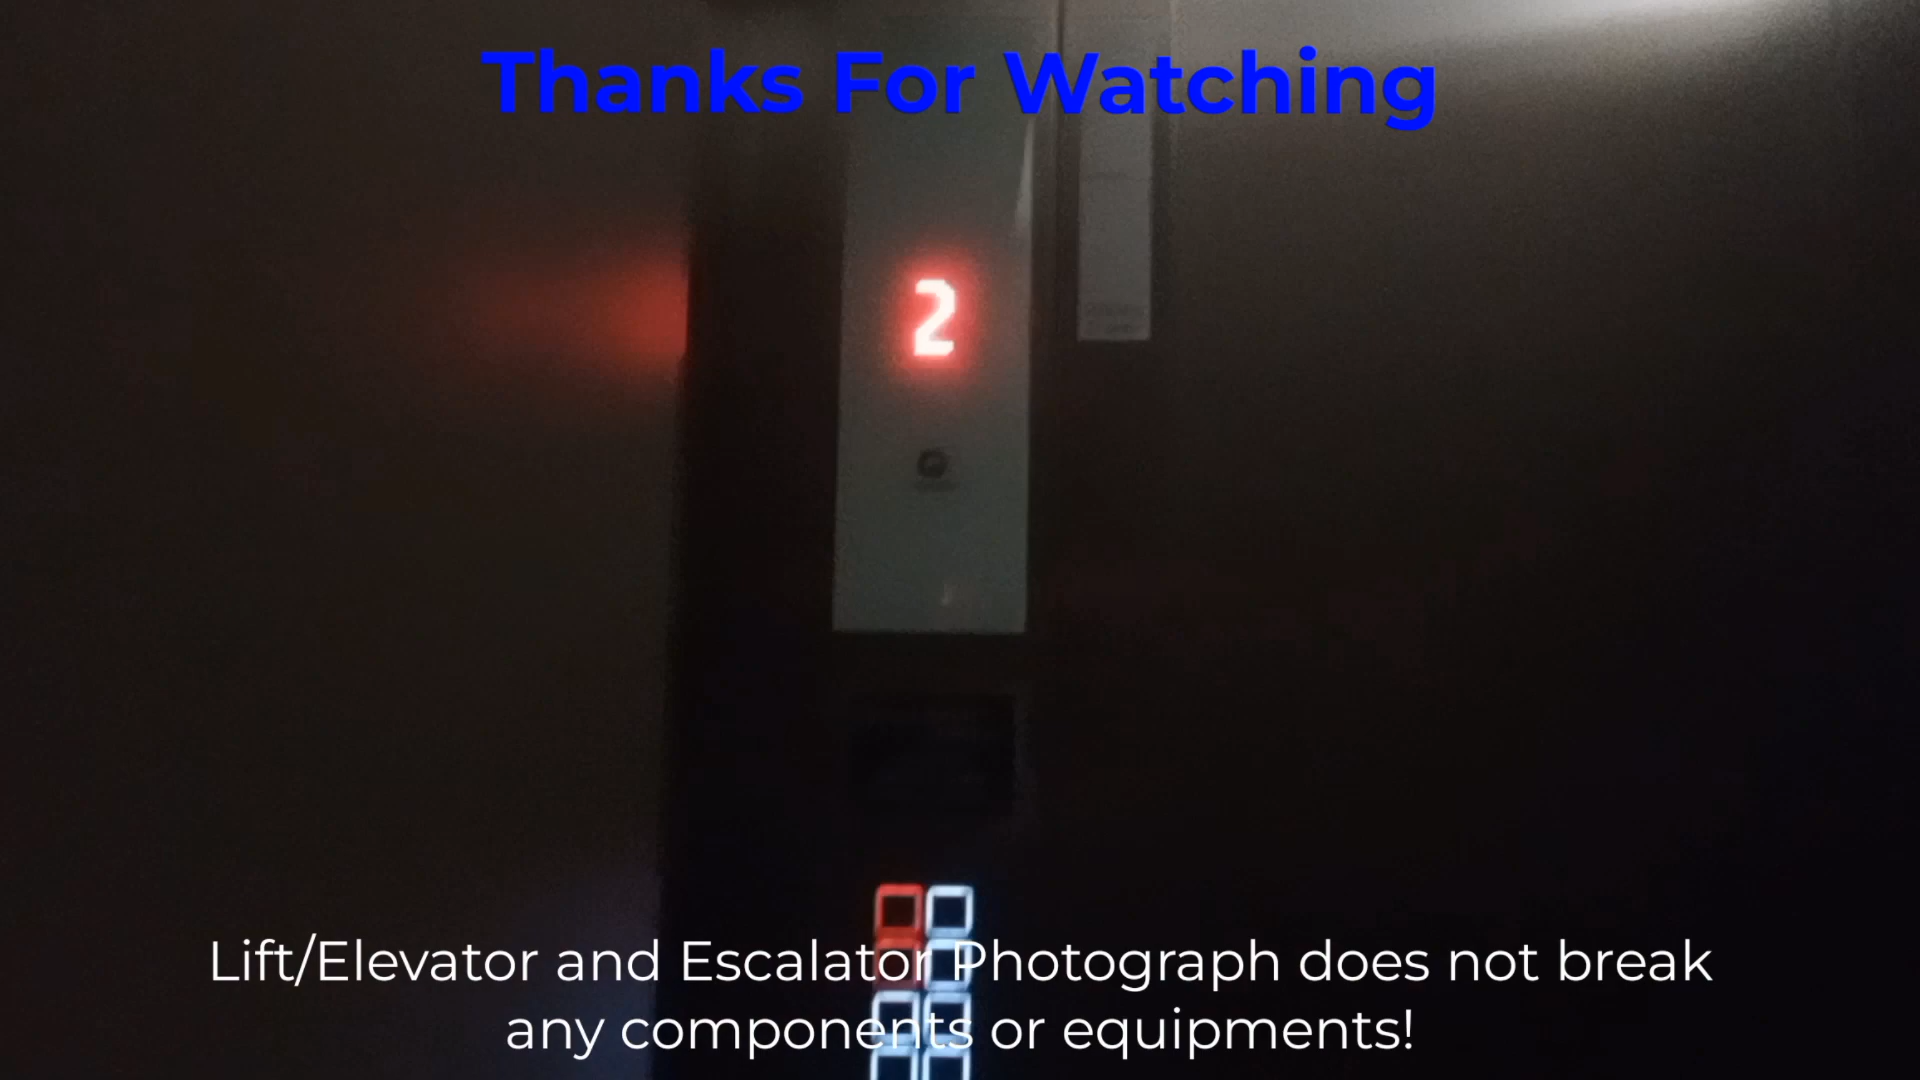 Thanks For Watching
2
Lift/Elevator and Escalator Photograph does not break
any components or equipments!